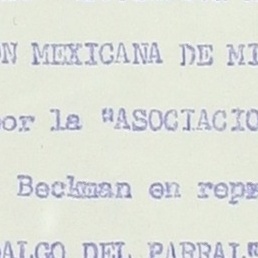 ON MEXICANA DE MI
por la "ASOCIACIO
Beckman en repr
DALGO DEL PARRAL"